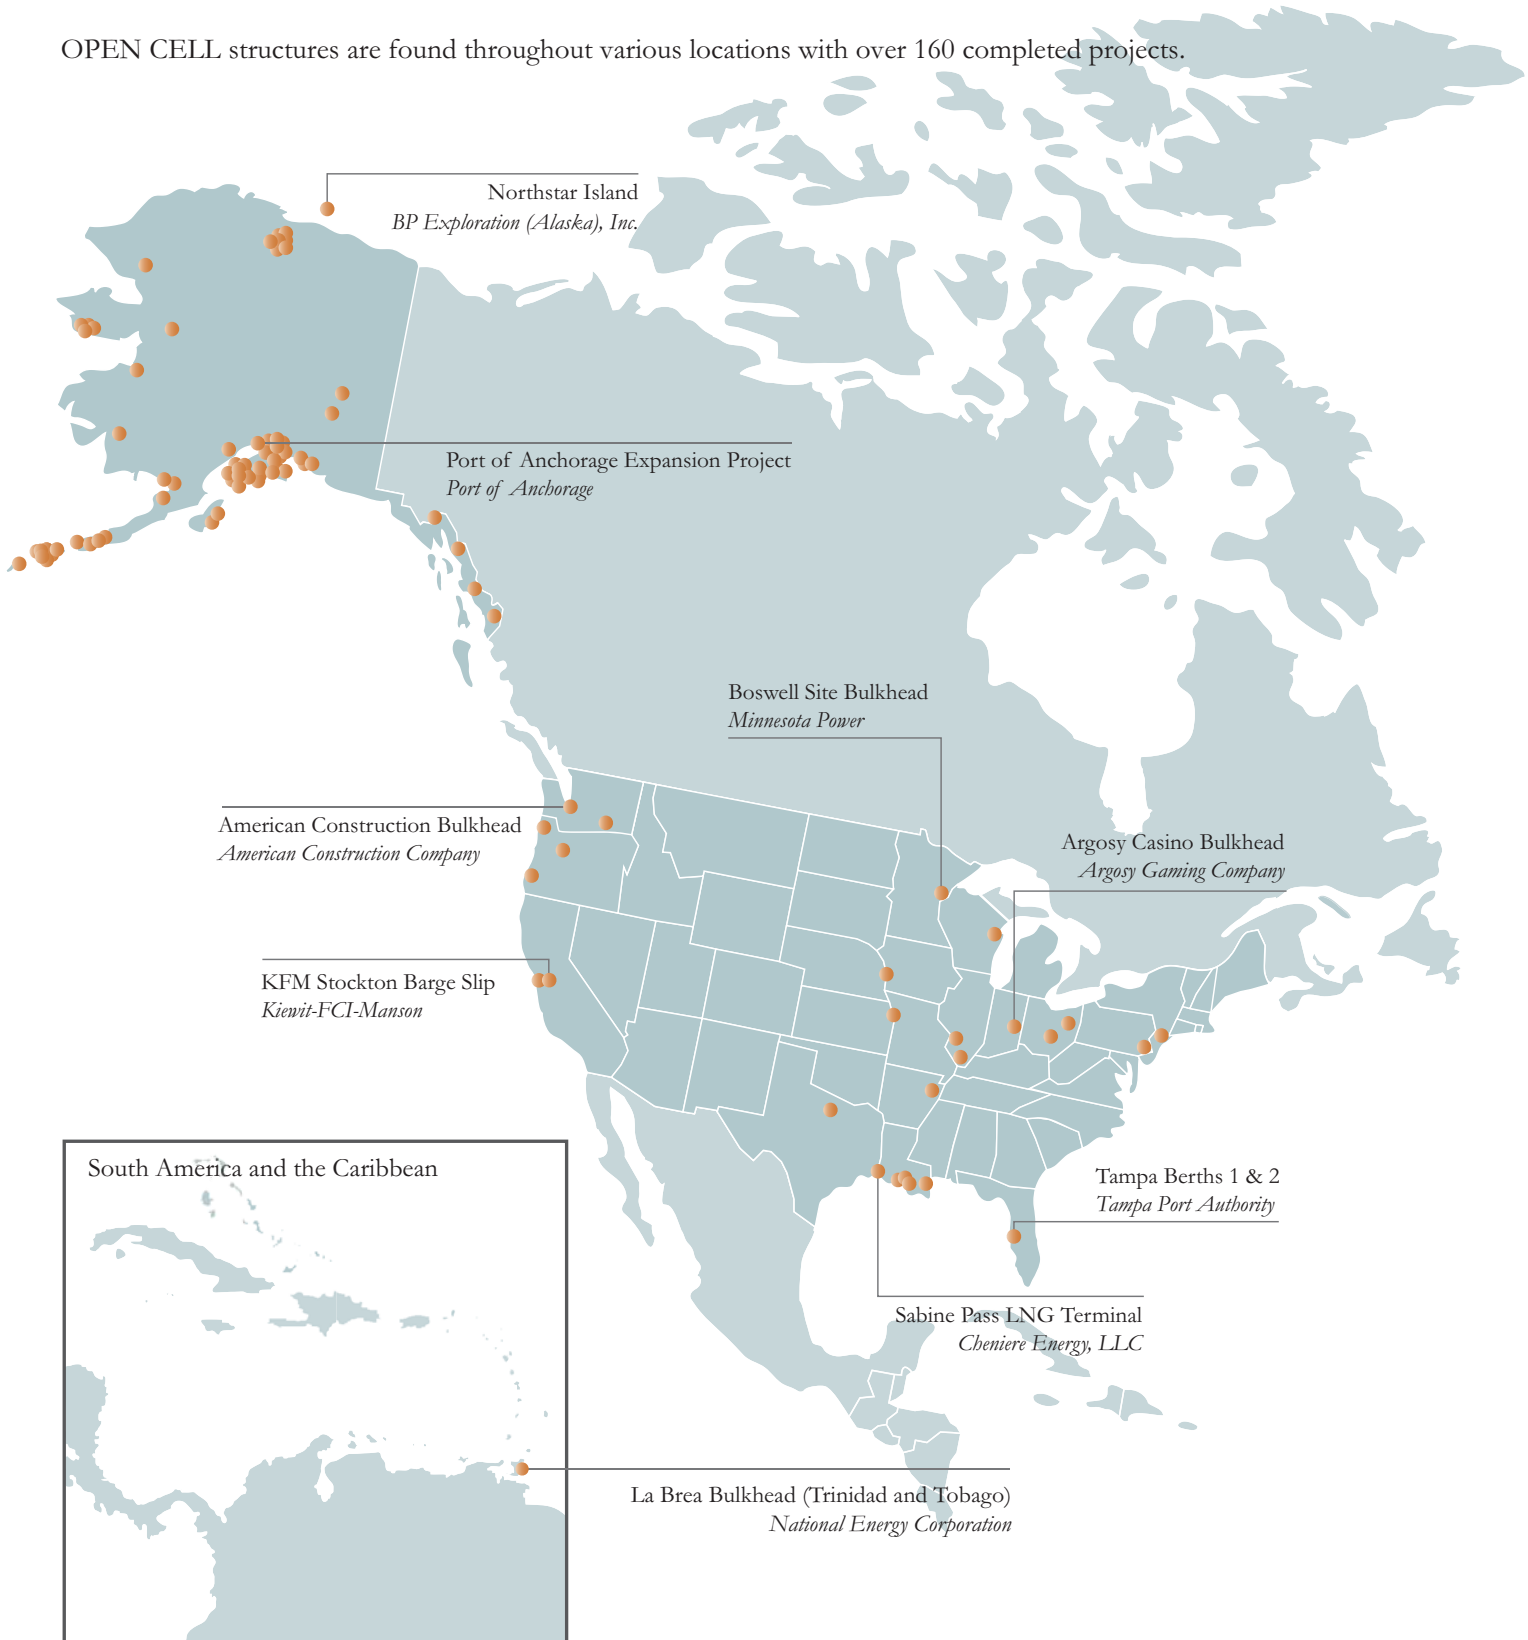 OPEN CELL structures are found throughout various locations with over 160 completed projects.
Northstar Island
BP Exploration (Alaska), Inc.
Port of Anchorage Expansion Project
Port of Anchorage
Boswell Site Bulkhead
Minnesota Power
American Construction Bulkhead
American Construction Company
Argosy Casino Bulkhead
Argosy Gaming Company
KFM Stockton Barge Slip
Kiewit-FCI-Manson
South America and the Caribbean
Tampa Berths 1 & 2
Tampa Port Authority
Sabine Pass LNG Terminal
Cheniere Energy, LLC
La Brea Bulkhead (Trinidad and Tobago)
National Energy Corporation